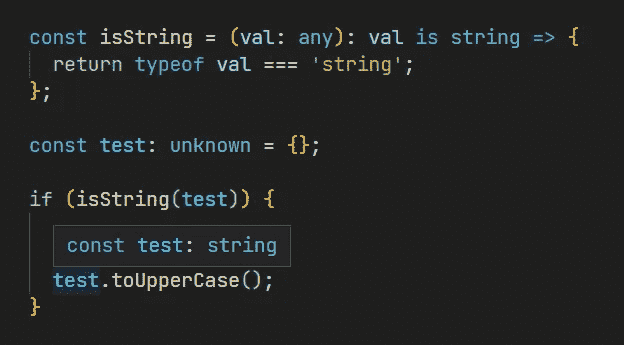 const isString = (val: any): val is string => {
return typeof val === 'string';
};
const test: unknown = {};
if (isString(test)) {
const test: string
test.toUpperCase();
}